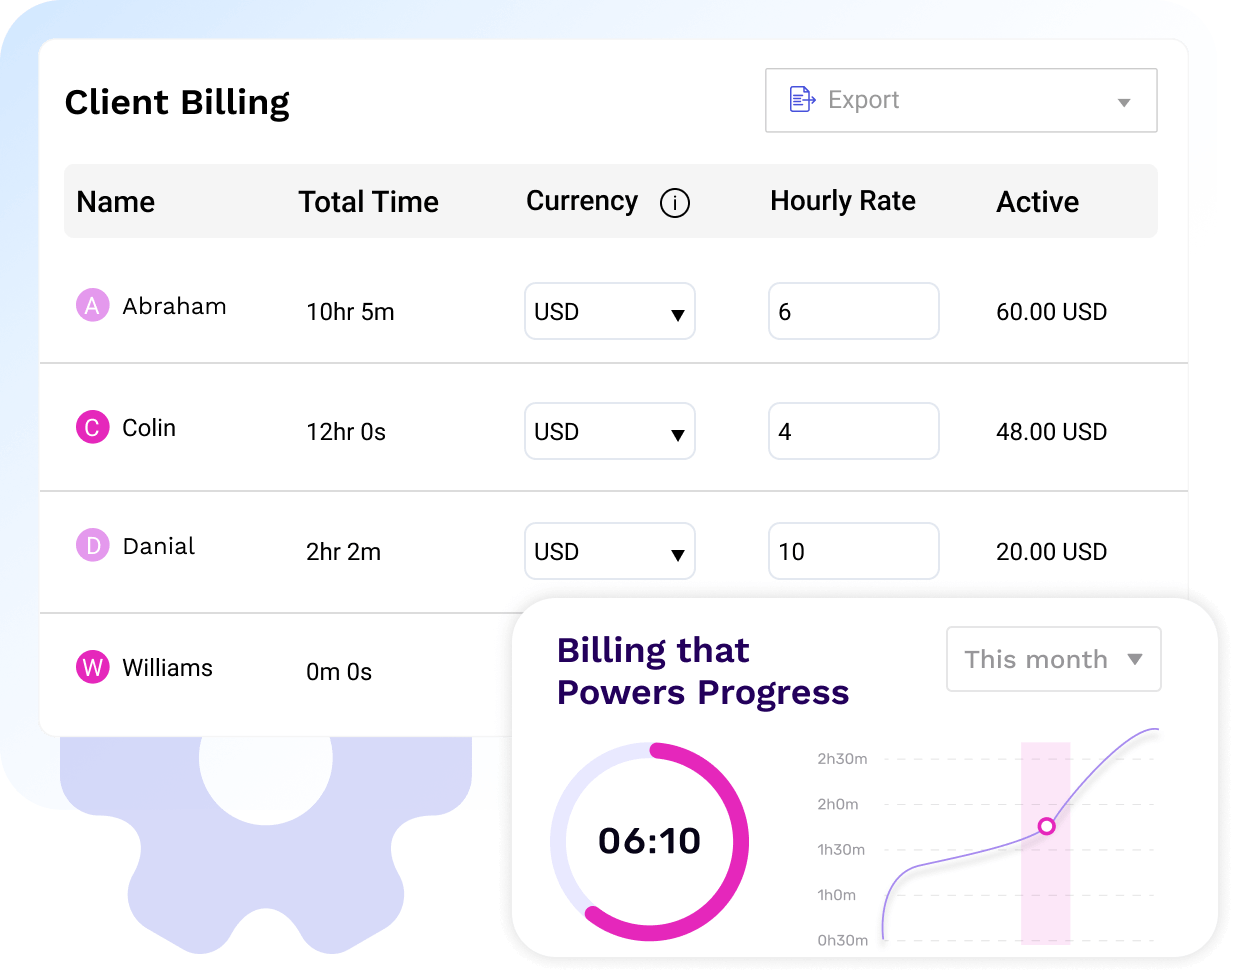 Client Billing
Export
Name Total Time Currency i Hourly Rate Active
A Abraham 10hr 5m USD 6 60.00 USD
C Colin 12hr 0s USD 4 48.00 USD
D Danial 2hr 2m USD 10 20.00 USD
W Williams 0m 0s
Billing that
Powers Progress
This month
06:10
2h30m
2h0m
1h30m
1h0m
0h30m